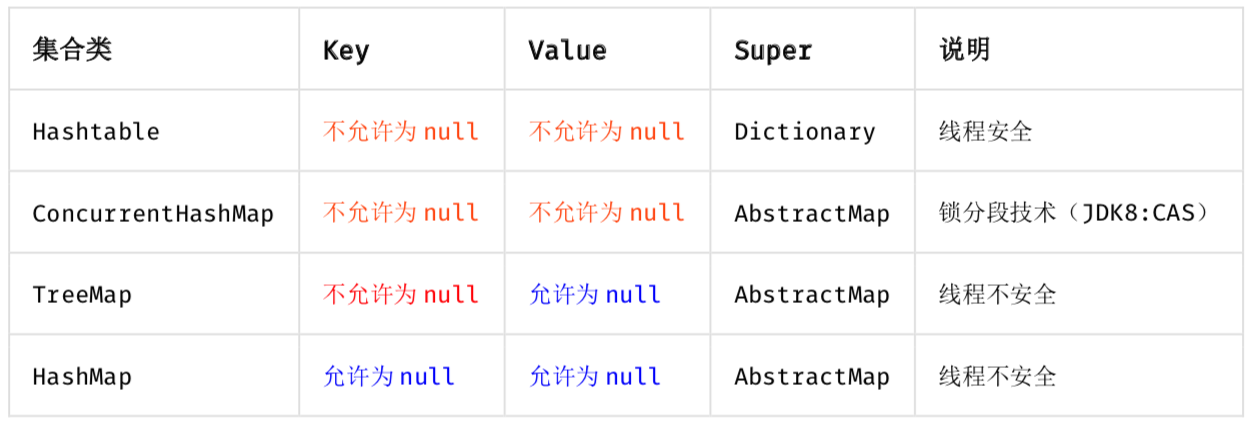 集合类 Key Value Super 说明
Hashtable 不允许为 null 不允许为 null Dictionary 线程安全
ConcurrentHashMap 不允许为 null 不允许为 null AbstractMap 锁分段技术（JDK8:CAS）
TreeMap 不允许为 null 允许为 null AbstractMap 线程不安全
HashMap 允许为 null 允许为 null AbstractMap 线程不安全